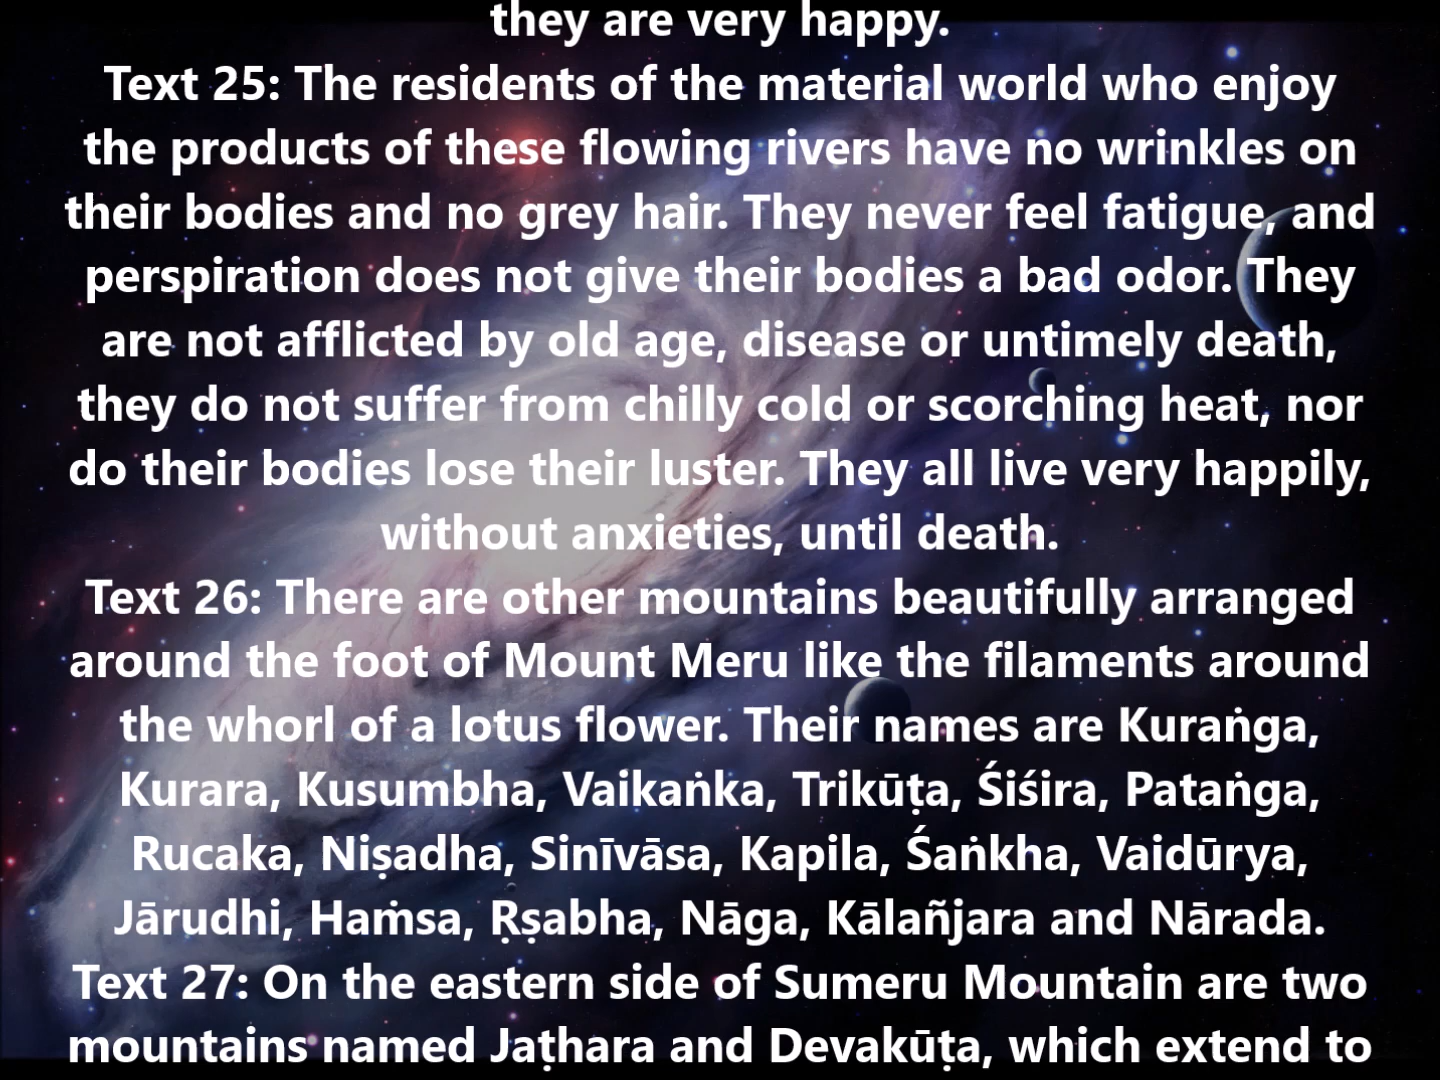 they are very happy.
Text 25: The residents of the material world who enjoy
the products of these flowing rivers have no wrinkles on
their bodies and no grey hair. They never feel fatigue, and
perspiration does not give their bodies a bad odor. They
are not afflicted by old age, disease or untimely death,
they do not suffer from chilly cold or scorching heat, nor
do their bodies lose their luster. They all live very happily,
without anxieties, until death.
Text 26: There are other mountains beautifully arranged
around the foot of Mount Meru like the filaments around
the whorl of a lotus flower. Their names are Kuraṅga,
Kurara, Kusumbha, Vaikaṅka, Trikūṭa, Śiśira, Pataṅga,
Rucaka, Niṣadha, Sinīvāsa, Kapila, Śaṅkha, Vaidūrya,
Jārudhi, Haṁsa, Ṛṣabha, Nāga, Kālañjara and Nārada.
Text 27: On the eastern side of Sumeru Mountain are two
mountains named Jaṭhara and Devakūṭa, which extend to